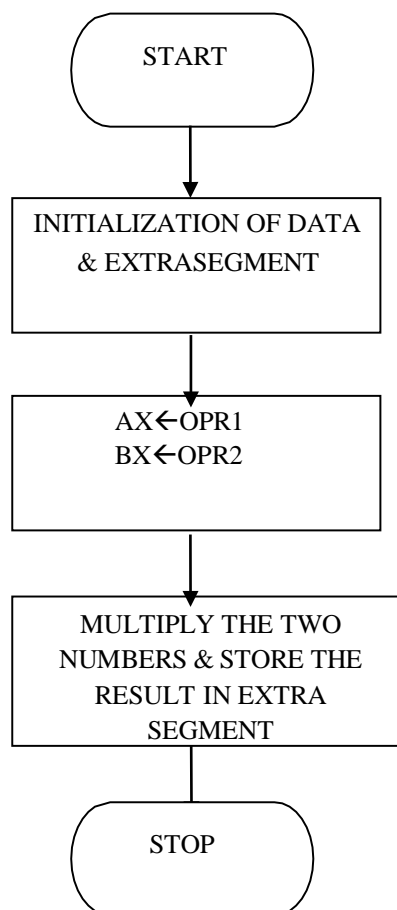 START
INITIALIZATION OF DATA
& EXTRASEGMENT
AX←OPR1
BX←OPR2
MULTIPLY THE TWO
NUMBERS & STORE THE
RESULT IN EXTRA
SEGMENT
STOP